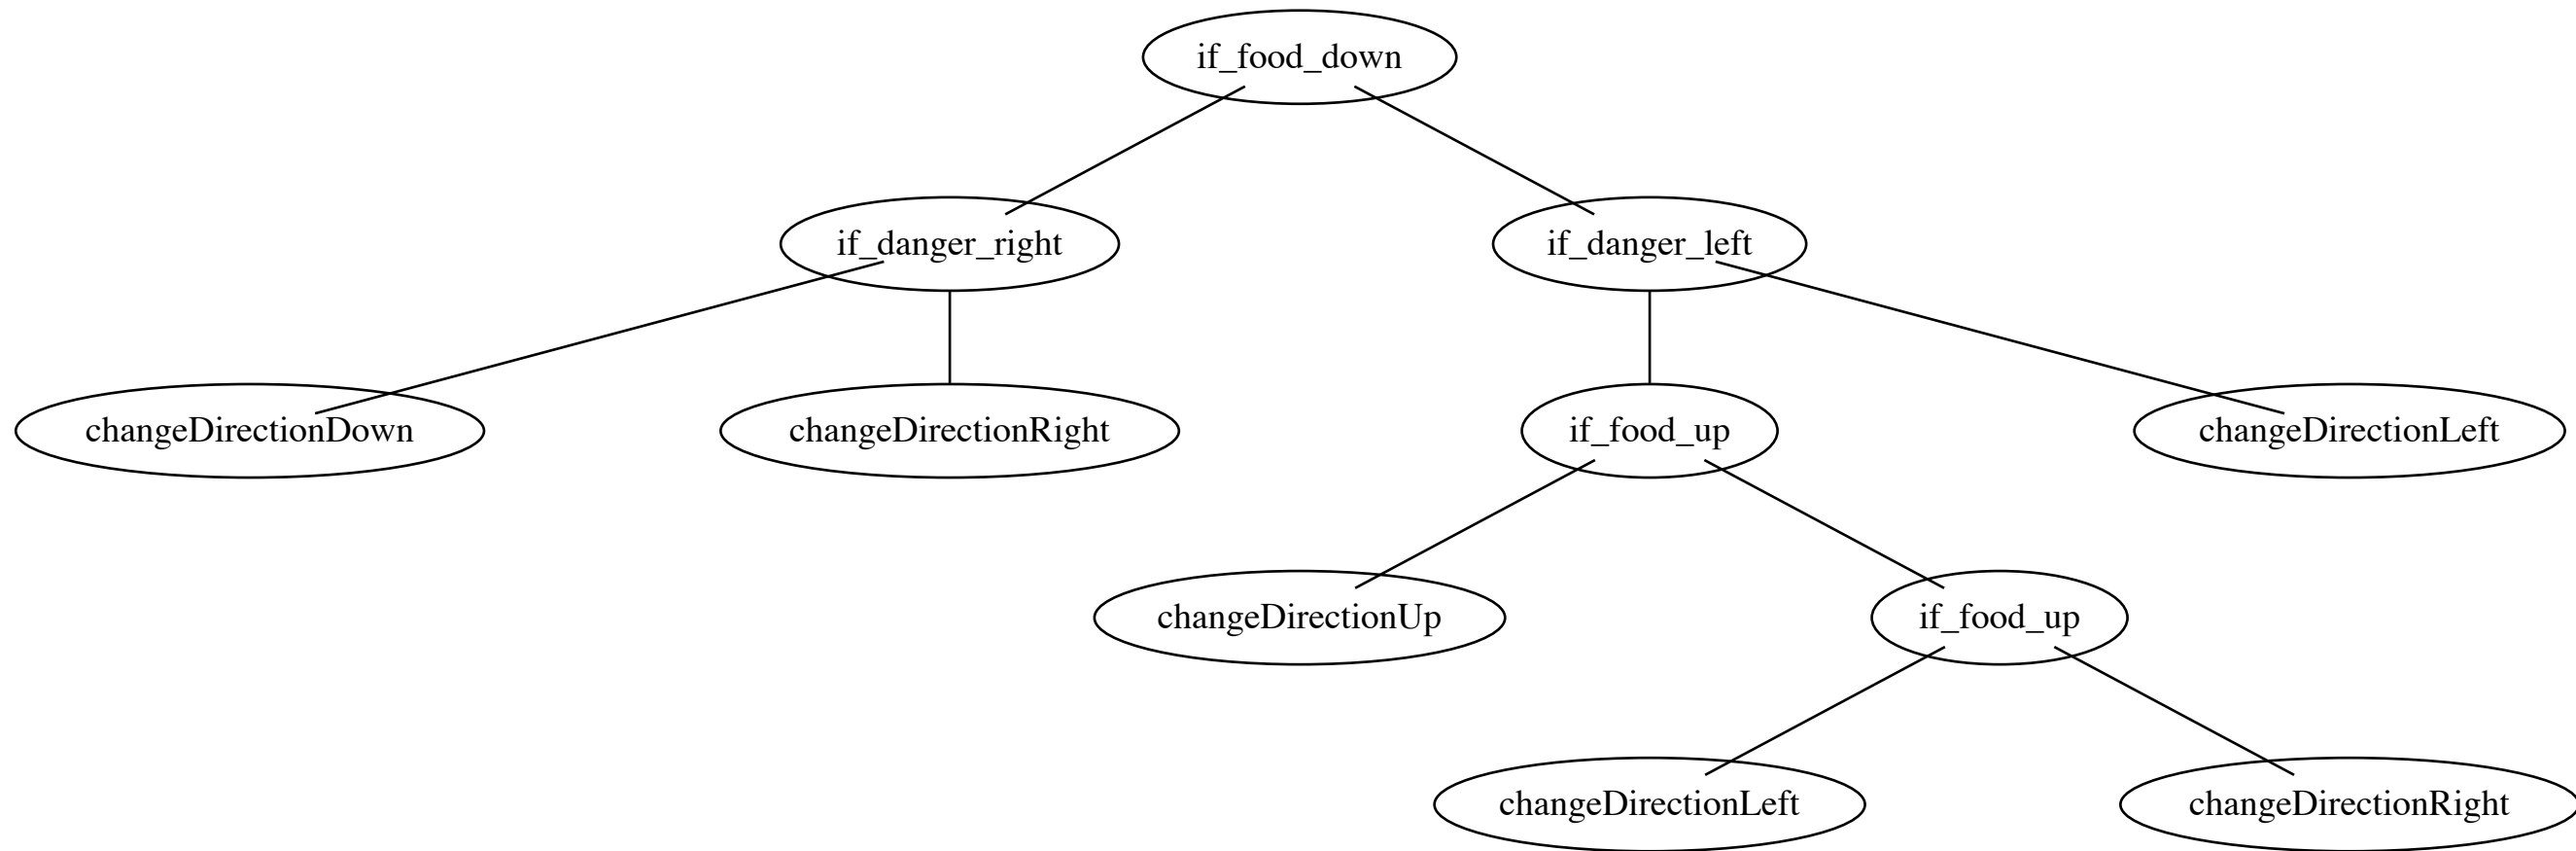 if_food_down
if_danger_right
if_danger_left
changeDirectionDown
changeDirectionRight
if_food_up
changeDirectionLeft
changeDirectionUp
if_food_up
changeDirectionLeft
changeDirectionRight